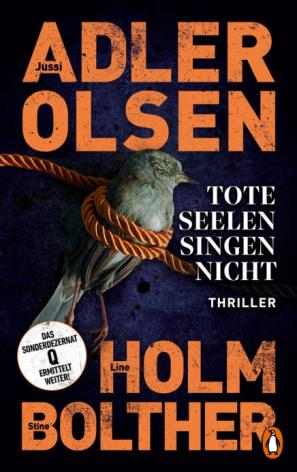 Jussi
ADLER
OLSEN
TOTE
SEELEN
SINGEN
NICHT
THRILLER
DAS
SONDERDEZERNAT
Q
ERMITTELT
WEITER!
Line
HOLM
Stine
BOLTHER